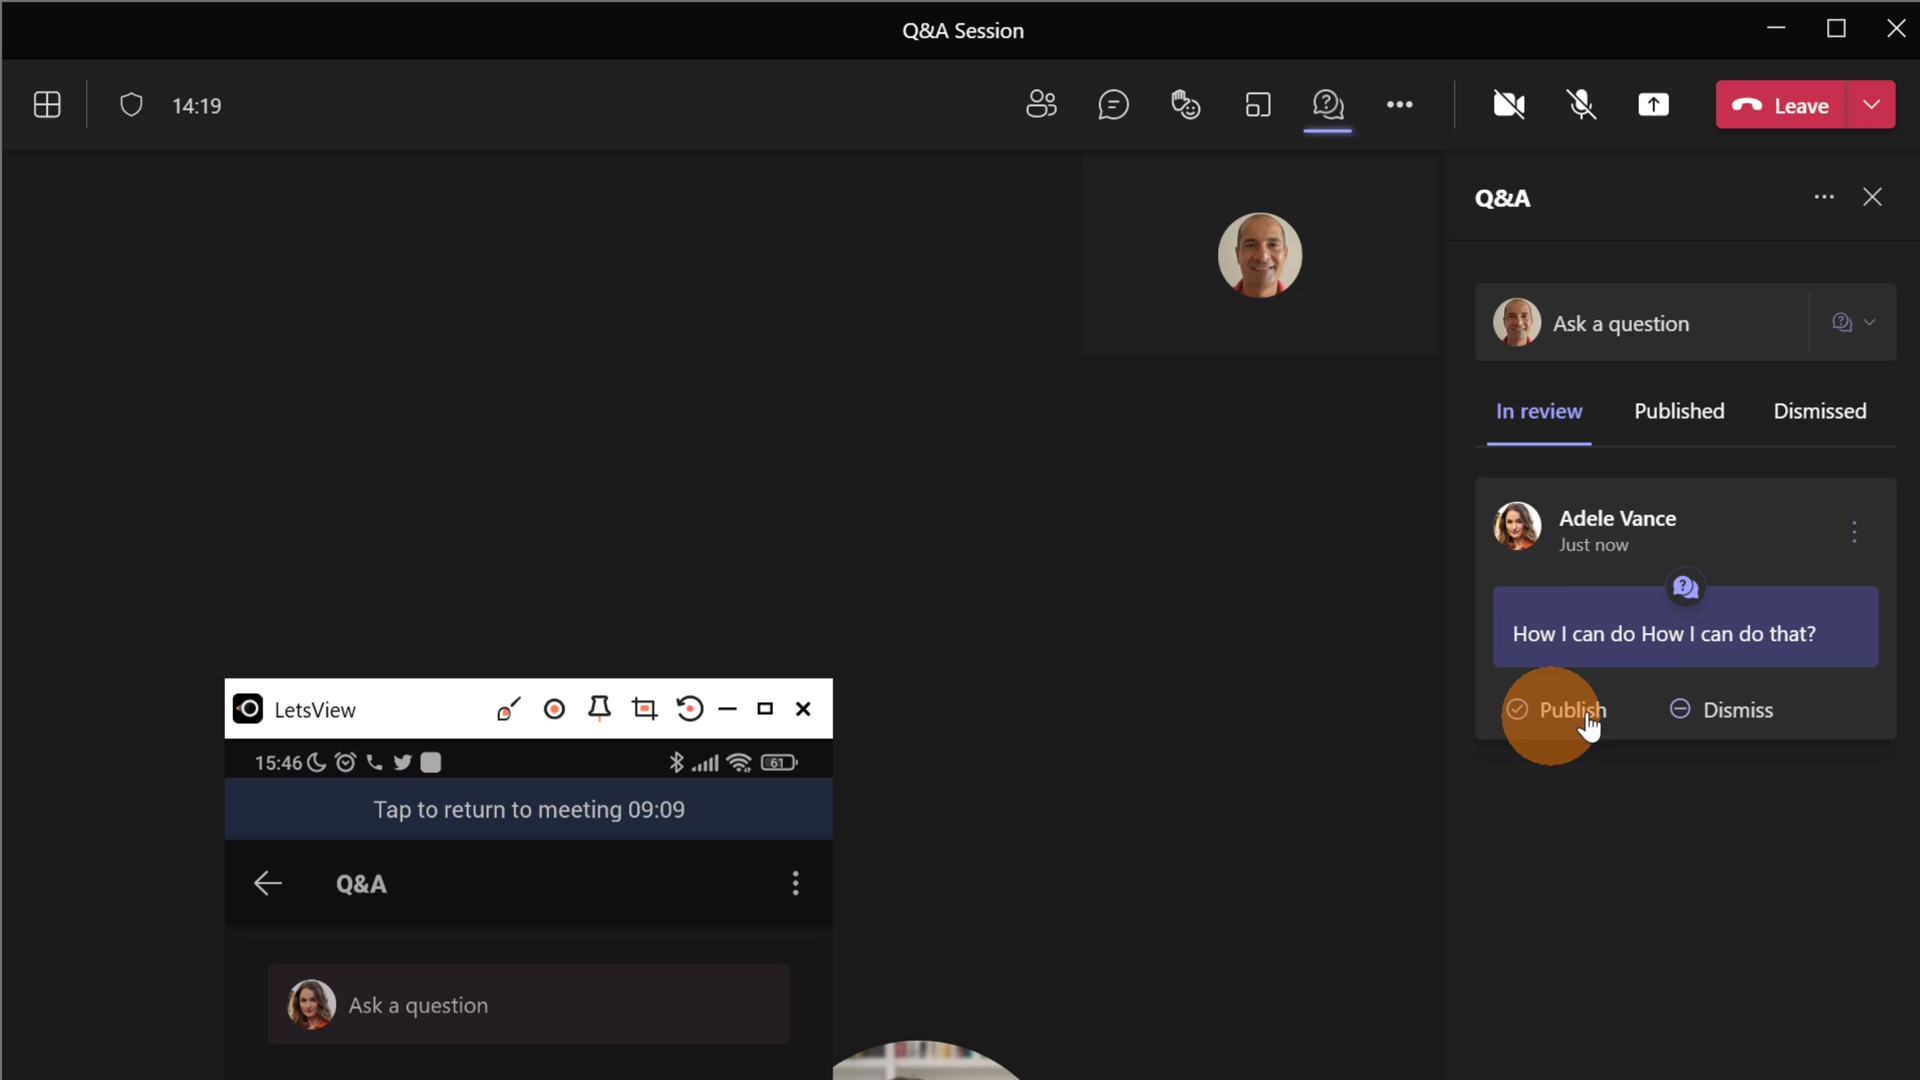 Q&A Session
14:19
Leave
Q&A
Ask a question
In review Published Dismissed
Adele Vance
Just now
How I can do How I can do that?
Publish Dismiss
LetsView
15:46 61
Tap to return to meeting 09:09
Q&A
Ask a question